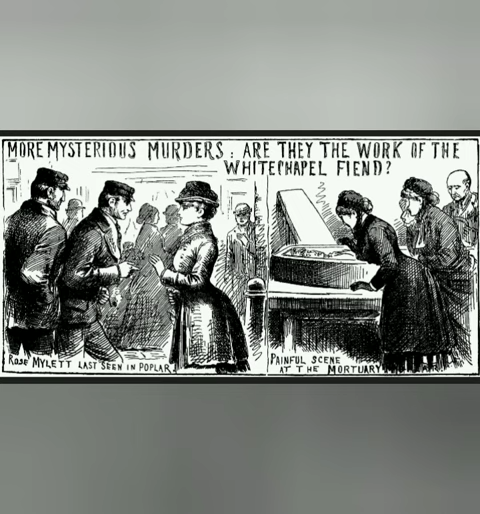 MORE MYSTERIOUS MURDERS: ARE THEY THE WORK OF THE
WHITECHAPEL FIEND?
ROSE MYLETT LAST SEEN IN POPLAR.
PAINFUL SCENE
AT THE MORTUARY